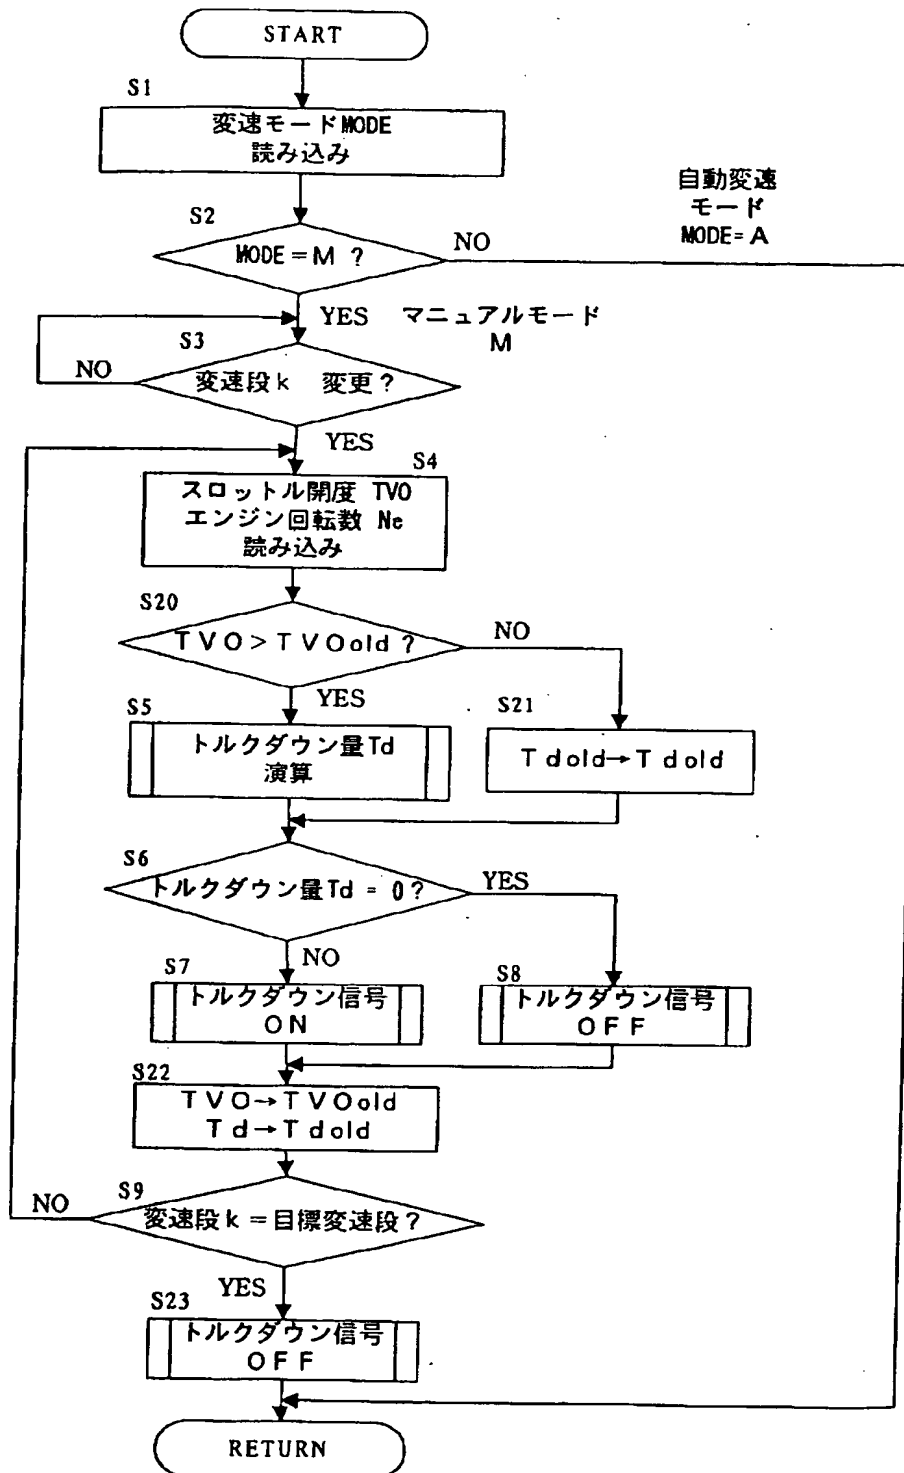 START
S1
変速モードMODE
読み込み
自動変速
モード
MODE=A
S2
MODE=M ?
NO
YES
マニュアルモード
M
S3
NO
変速段k 変更?
YES
S4
スロットル開度 TVO
エンジン回転数 Ne
読み込み
S20
TVO>TVOold?
NO
YES
S5
トルクダウン量Td
演算
S21
Tdold→Tdold
S6
トルクダウン量Td = 0?
YES
NO
S7
トルクダウン信号
ON
S8
トルクダウン信号
OFF
S22
TVO→TVOold
Td→Tdold
S9
NO
変速段k=目標変速段?
YES
S23
トルクダウン信号
OFF
RETURN